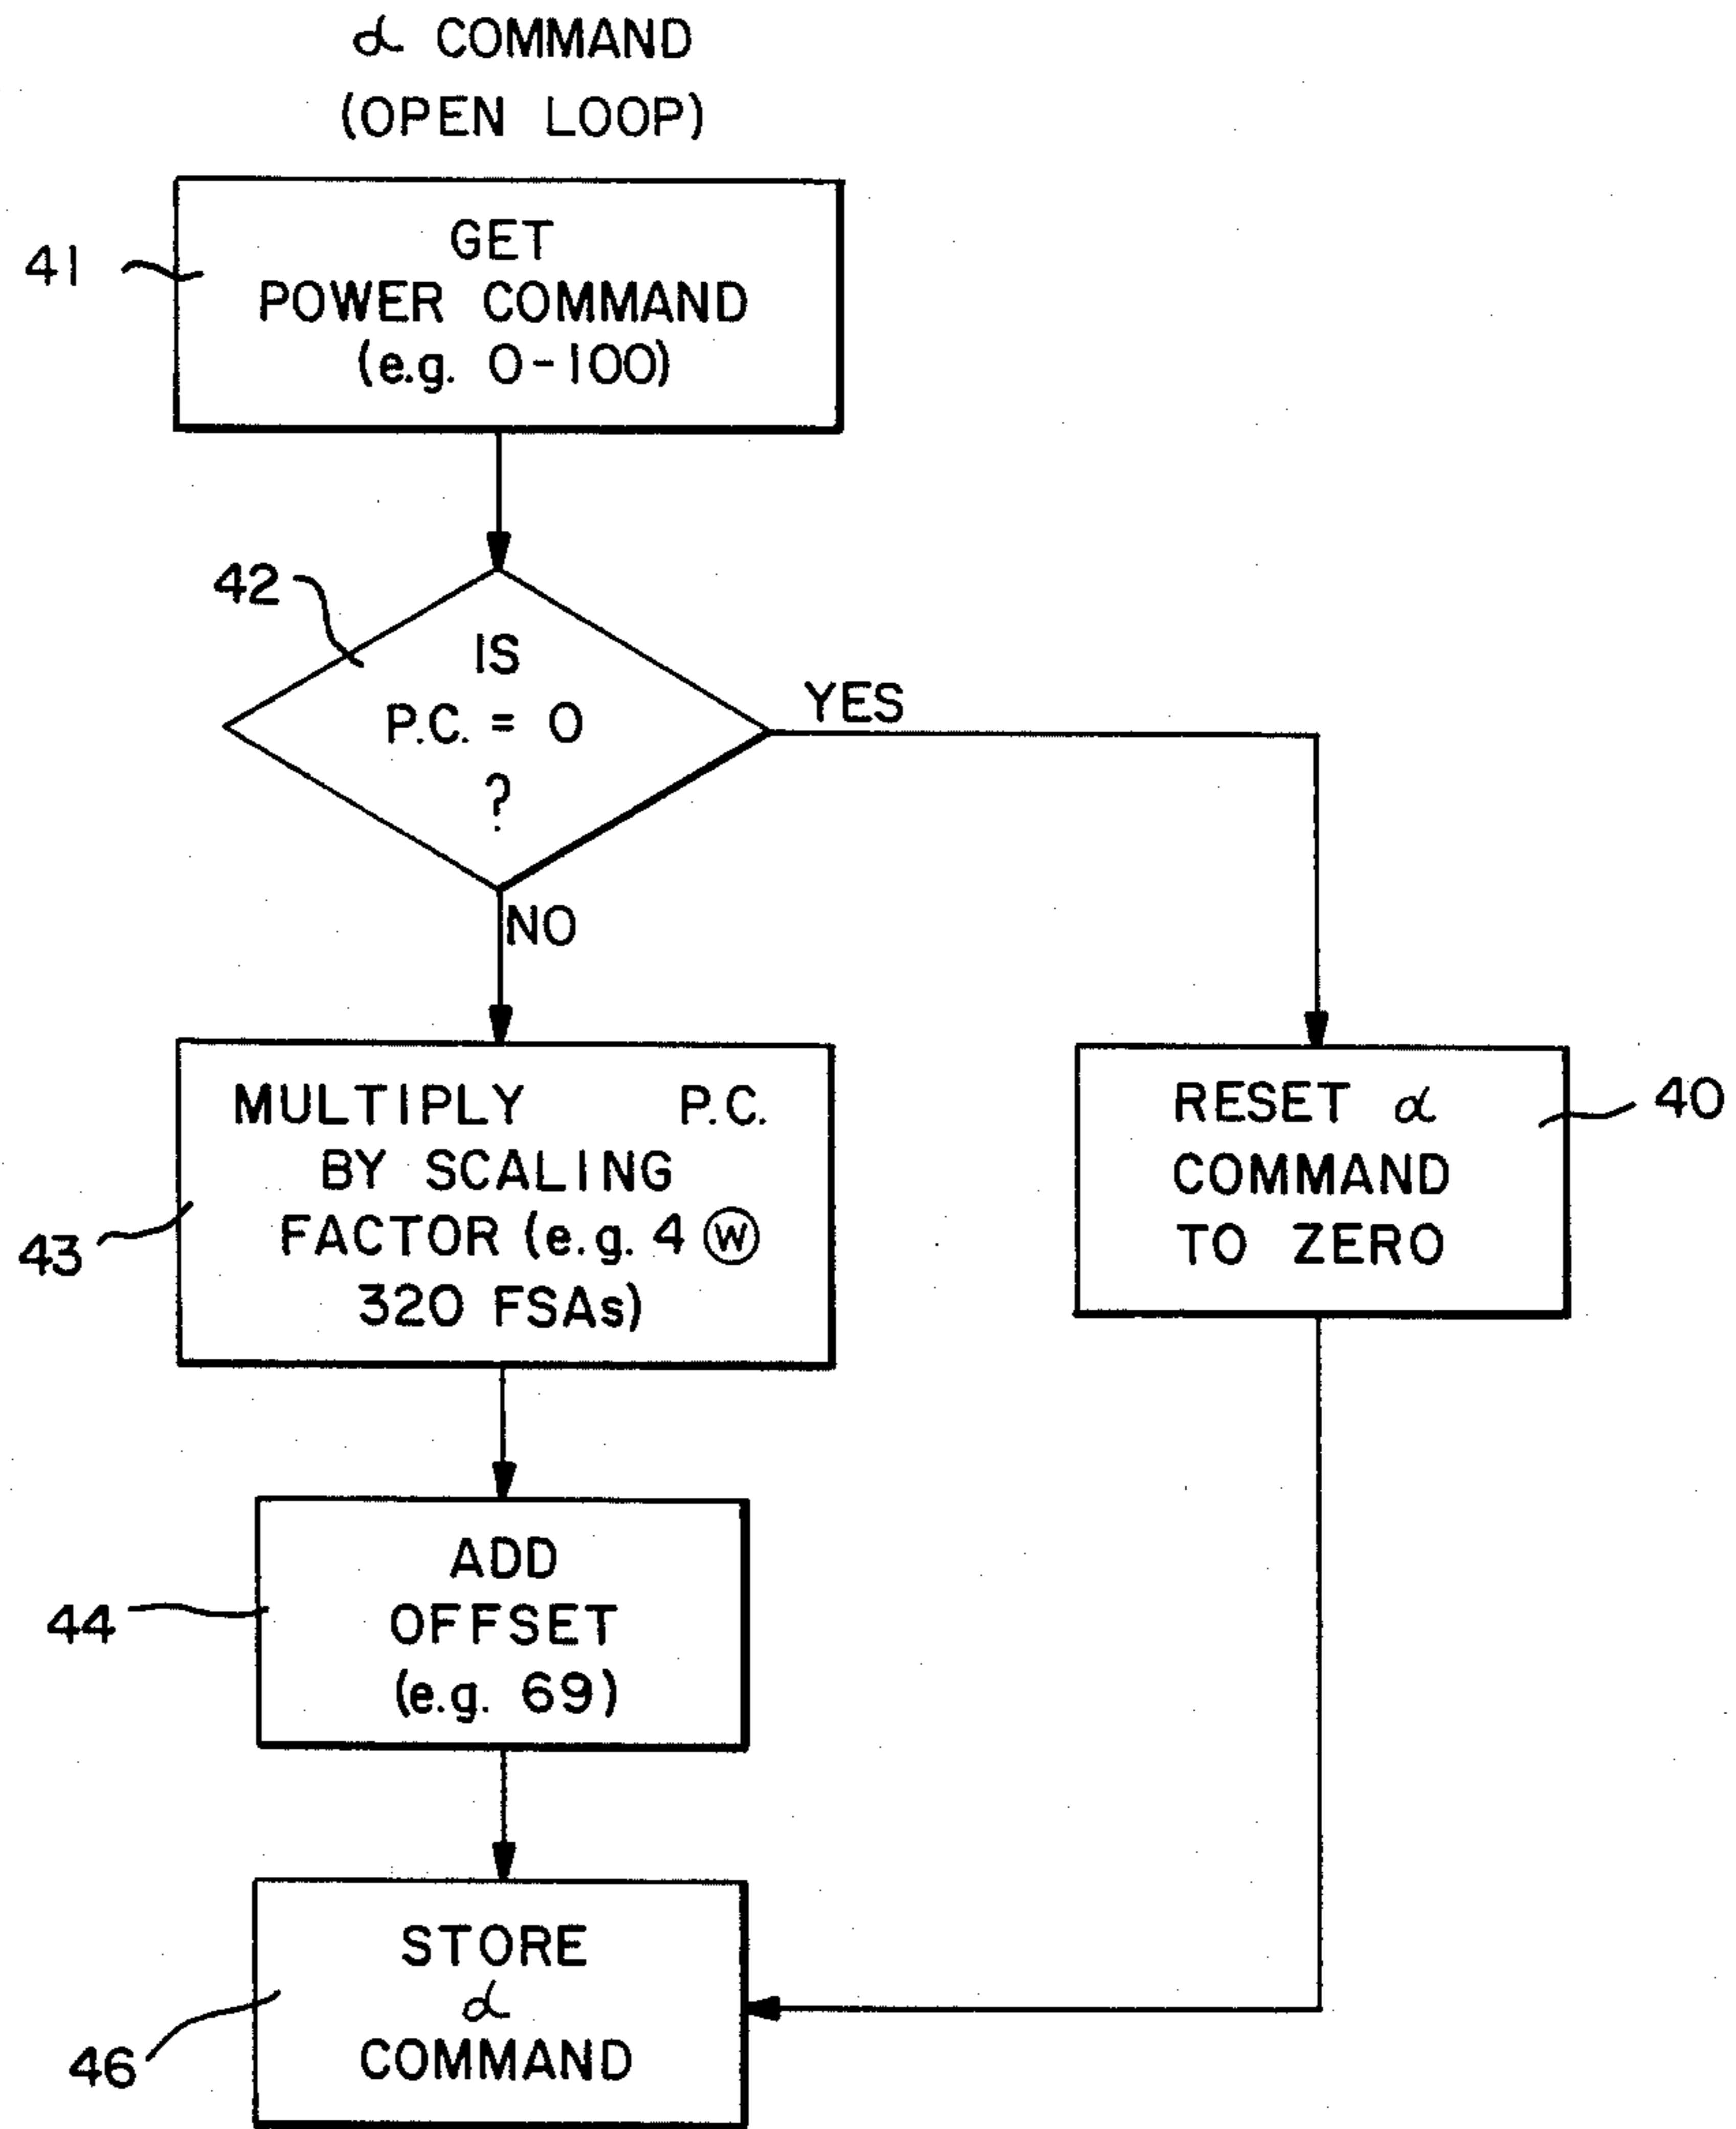 α COMMAND
(OPEN LOOP)
41
GET
POWER COMMAND
(e.g. 0-100)
42
IS
P.C. = 0
?
YES
NO
MULTIPLY P.C.
BY SCALING
FACTOR (e.g. 4 Ⓦ
320 FSAs)
43
RESET α
COMMAND
TO ZERO
40
ADD
OFFSET
(e.g. 69)
44
STORE
α
COMMAND
46